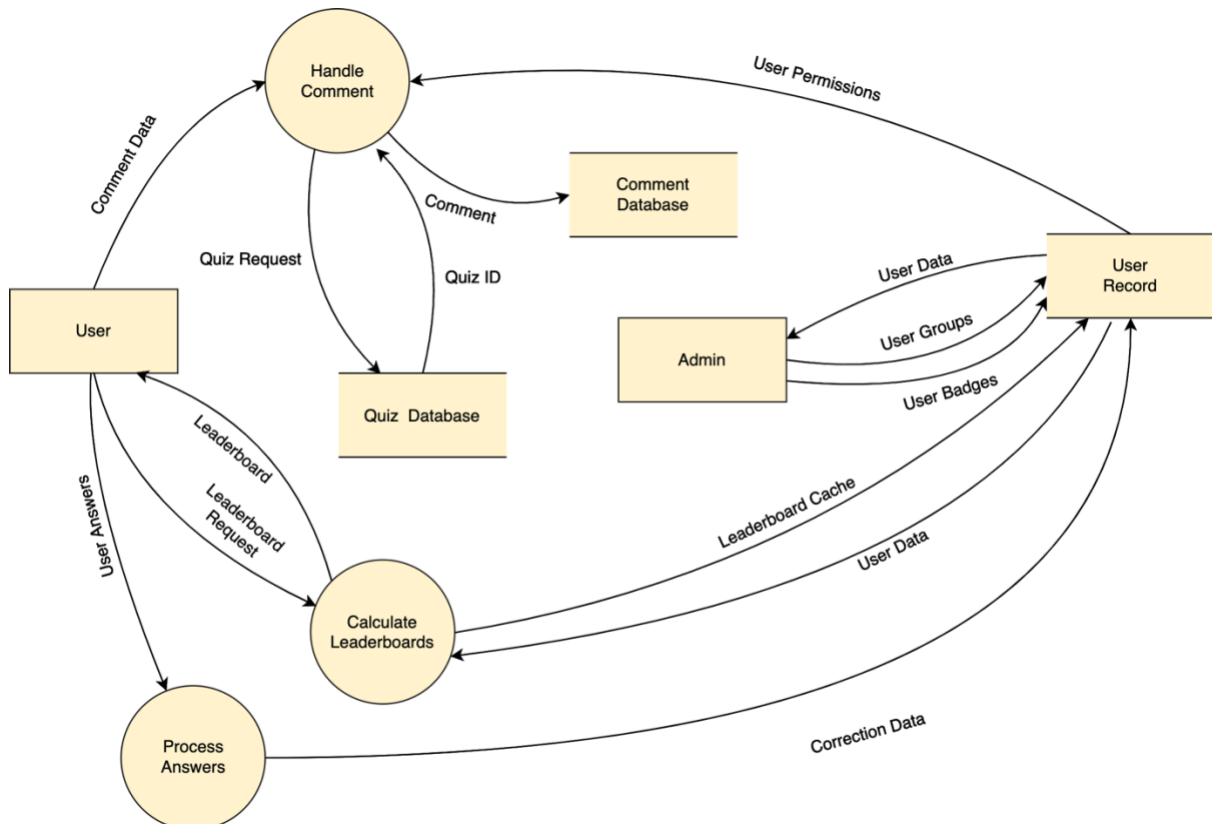 Handle
Comment
User Permissions
Comment Data
Comment
Database
Comment
Quiz Request
Quiz ID
User Data
User
Record
User
User Groups
Admin
User Badges
Quiz  Database
Leaderboard
Leaderboard
Request
User Answers
Leaderboard Cache
User Data
Calculate
Leaderboards
Correction Data
Process
Answers